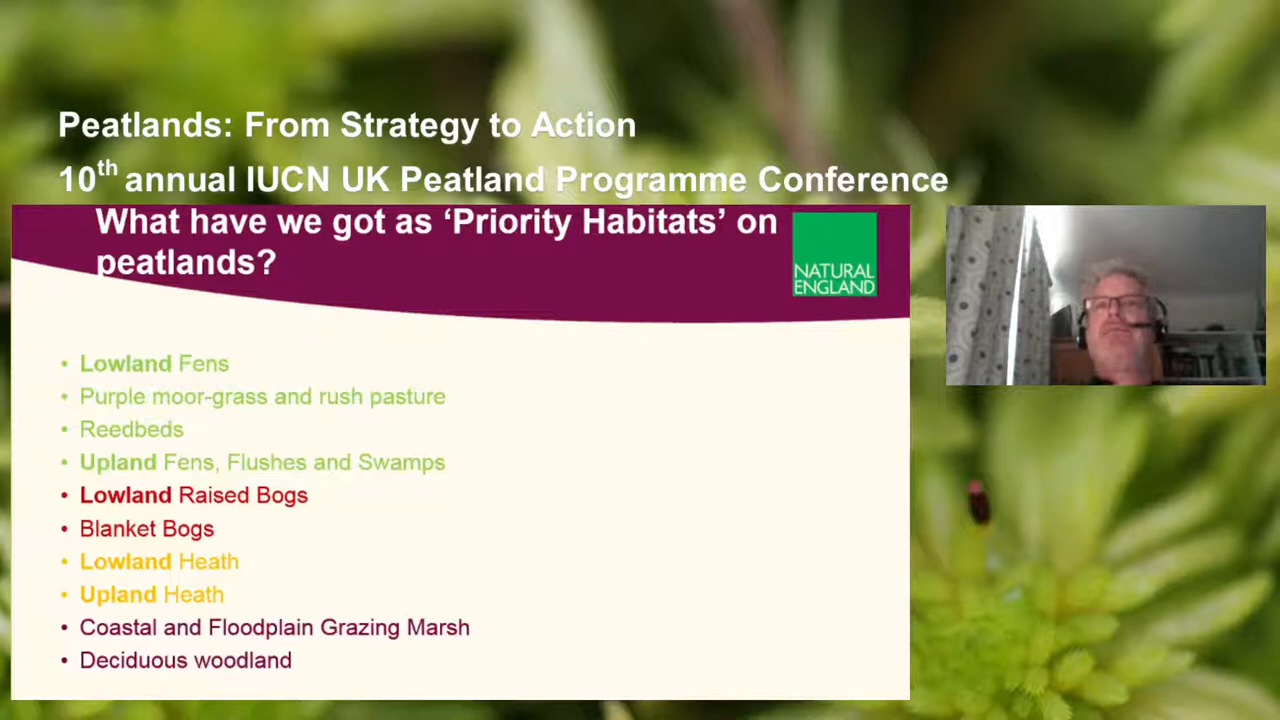 Peatlands: From Strategy to Action
10th annual IUCN UK Peatland Programme Conference
What have we got as ‘Priority Habitats’ on
peatlands?
NATURAL
ENGLAND
• Lowland Fens
• Purple moor-grass and rush pasture
• Reedbeds
• Upland Fens, Flushes and Swamps
• Lowland Raised Bogs
• Blanket Bogs
• Lowland Heath
• Upland Heath
• Coastal and Floodplain Grazing Marsh
• Deciduous woodland